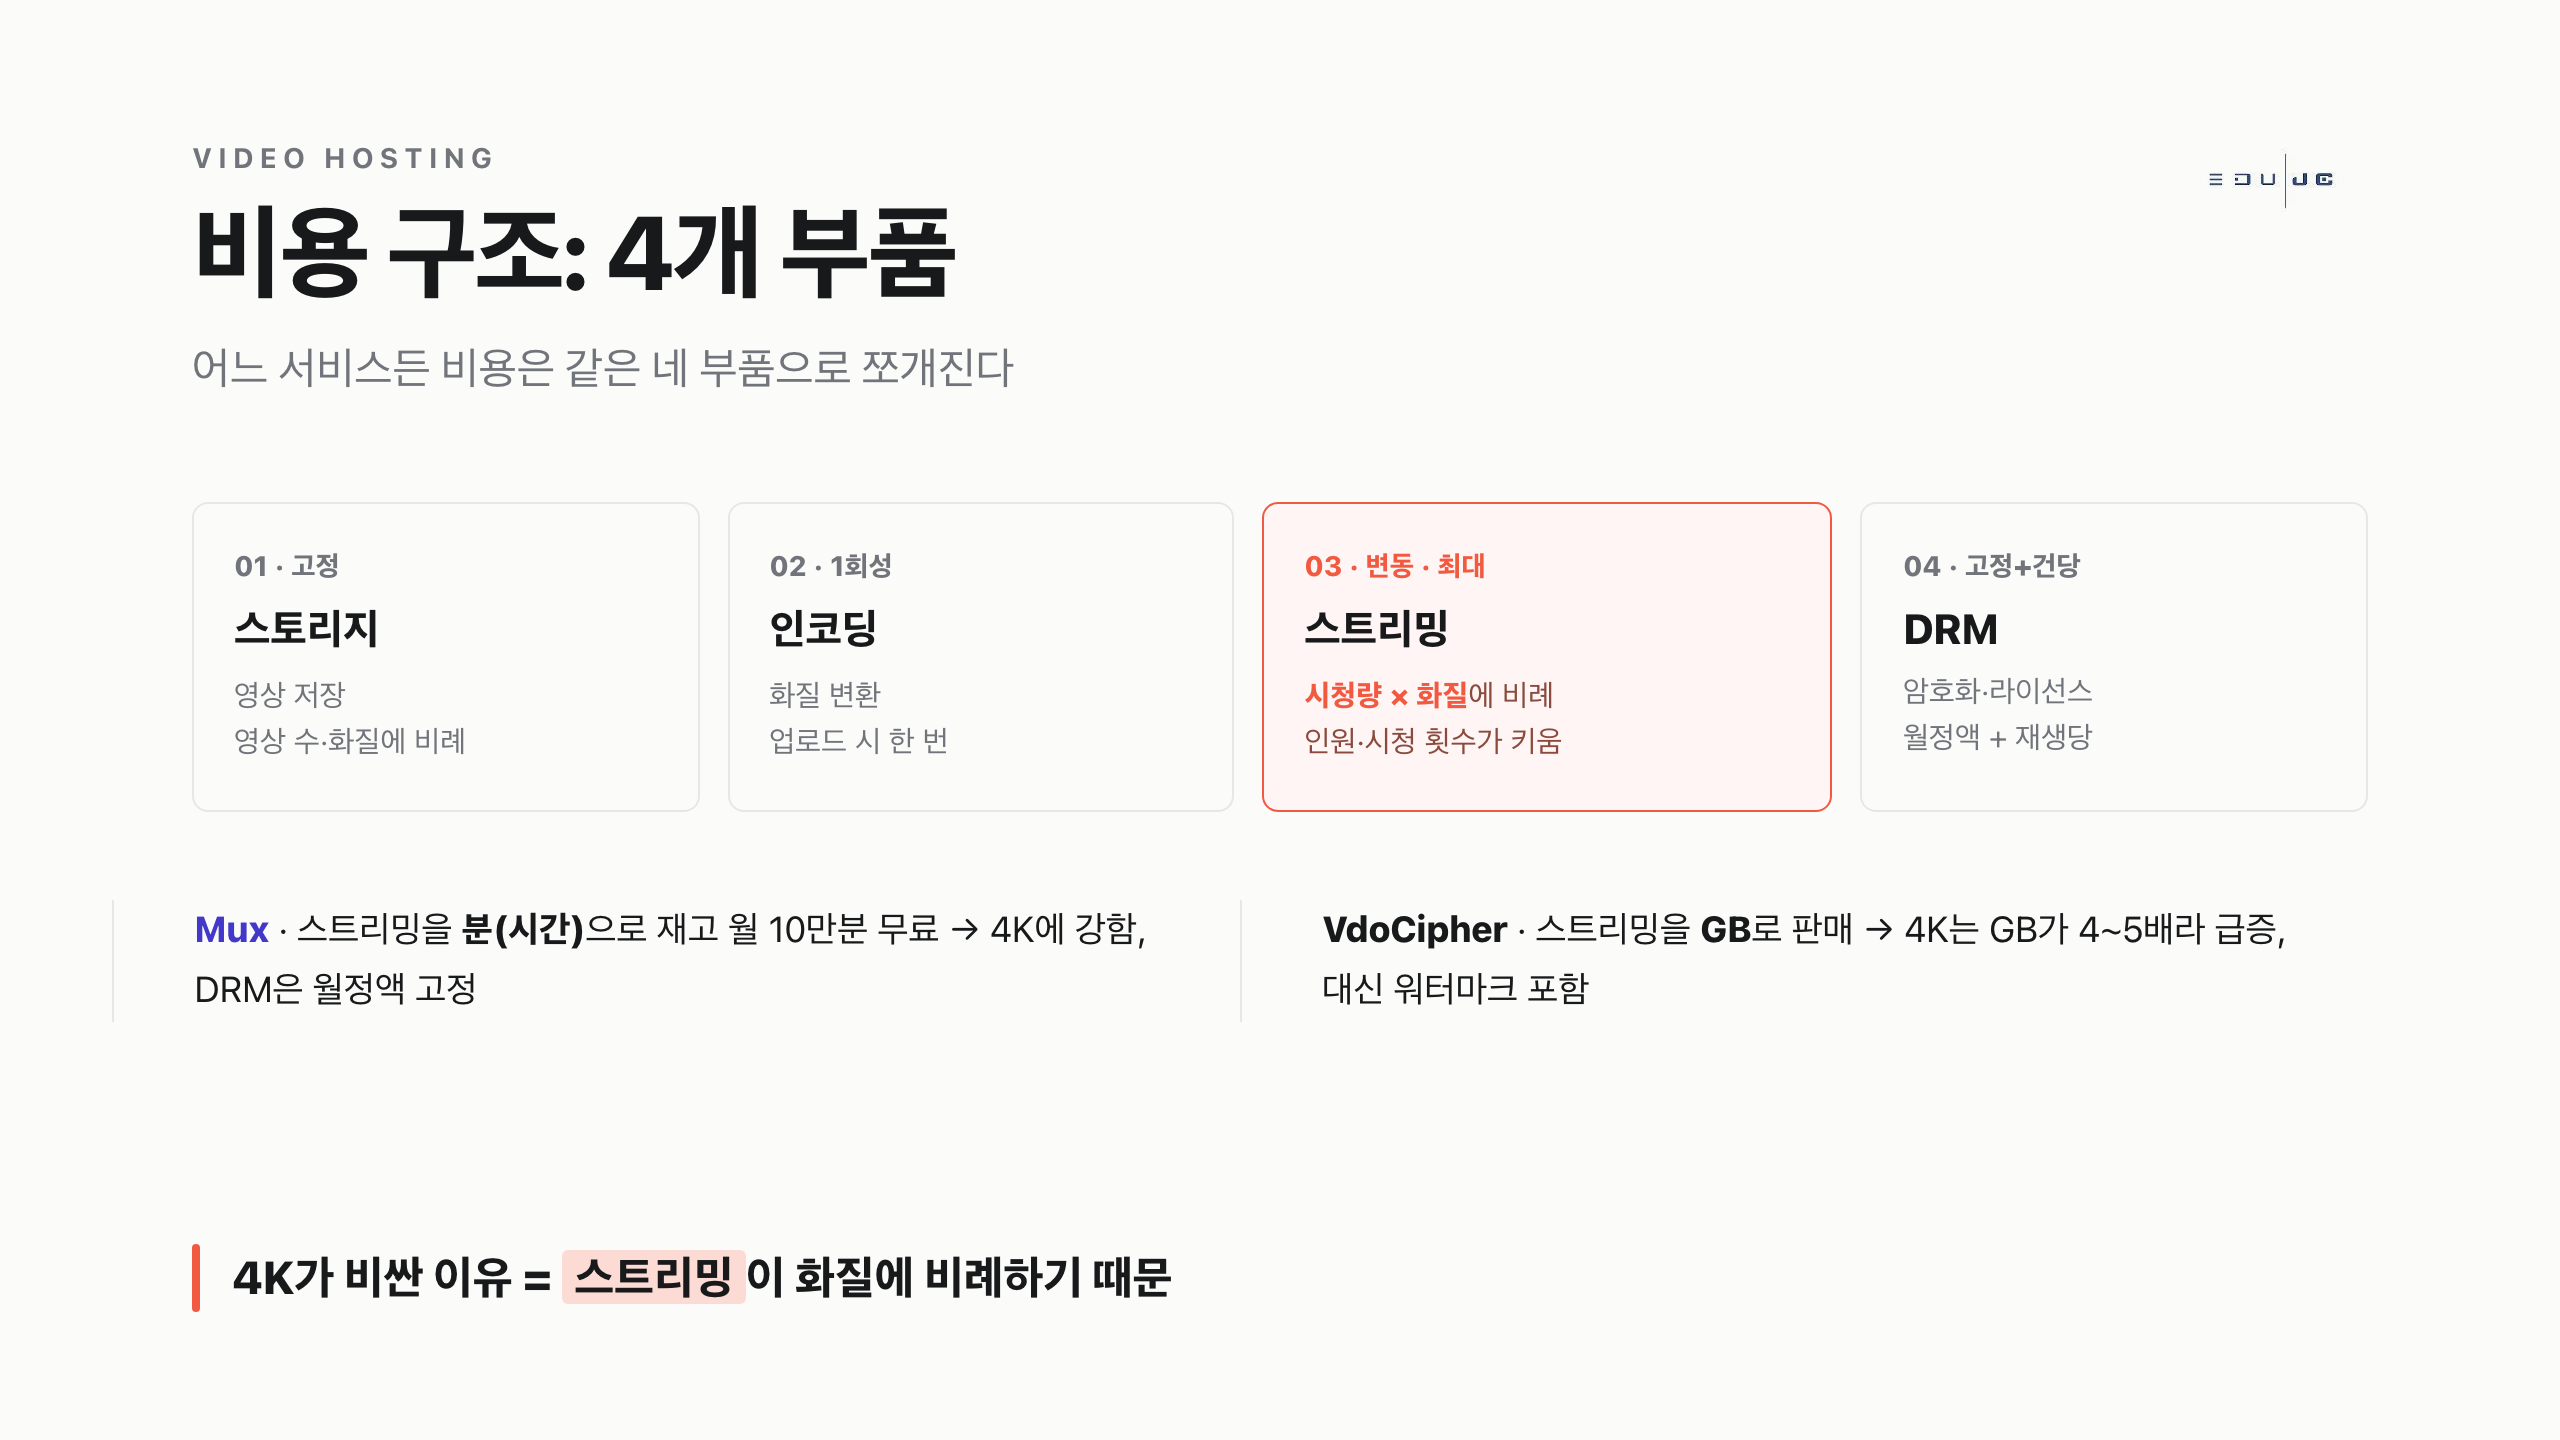 VIDEO HOSTING
EDU JC
비용 구조: 4개 부품
어느 서비스든 비용은 같은 네 부품으로 쪼개진다
01 · 고정
스토리지
영상 저장
영상 수·화질에 비례
02 · 1회성
인코딩
화질 변환
업로드 시 한 번
03 · 변동 · 최대
스트리밍
시청량 × 화질에 비례
인원·시청 횟수가 키움
04 · 고정+건당
DRM
암호화·라이선스
월정액 + 재생당
Mux · 스트리밍을 분(시간)으로 재고 월 10만분 무료 → 4K에 강함,
DRM은 월정액 고정
VdoCipher · 스트리밍을 GB로 판매 → 4K는 GB가 4~5배라 급증,
대신 워터마크 포함
4K가 비싼 이유 = 스트리밍이 화질에 비례하기 때문